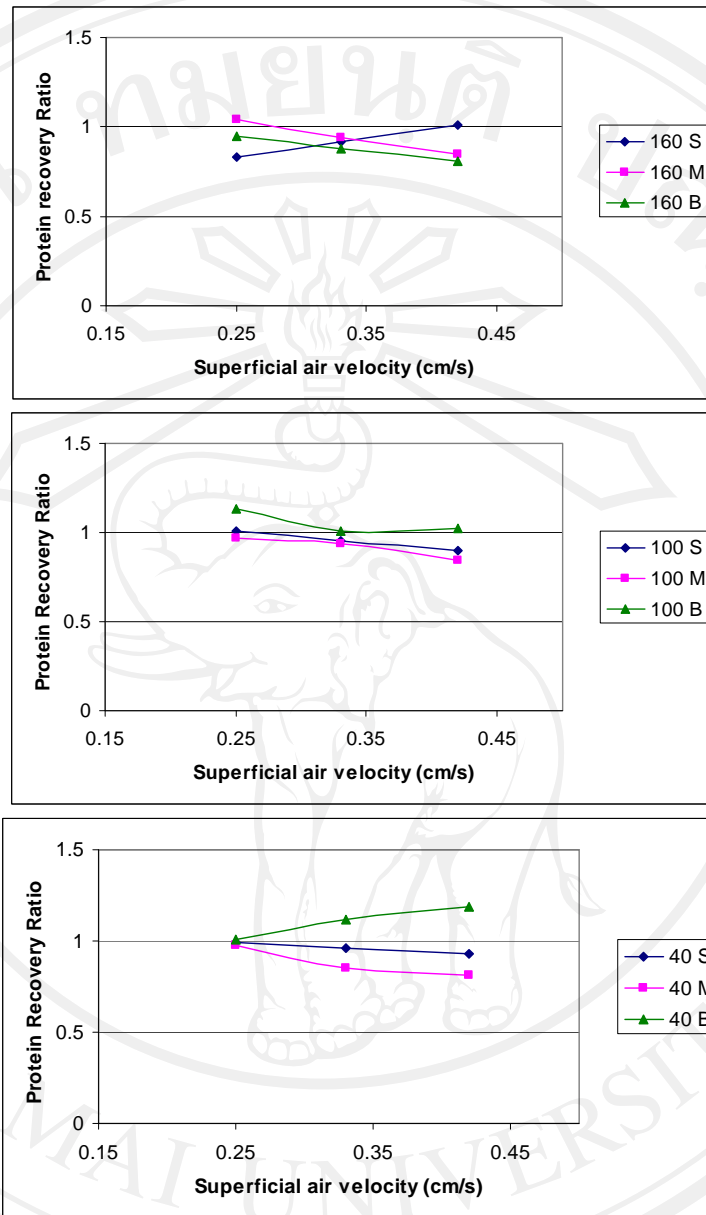 1.5
1
0.5
0
0.15
0.25
0.35
0.45
Protein recovery Ratio
Superficial air velocity (cm/s)
160 S
160 M
160 B
1.5
1
0.5
0
0.15
0.25
0.35
0.45
Protein Recovery Ratio
Superficial air velocity (cm/s)
100 S
100 M
100 B
1.5
1
0.5
0
0.15
0.25
0.35
0.45
Protein Recovery Ratio
Superficial air velocity (cm/s)
40 S
40 M
40 B
MAI UNIVERSIT